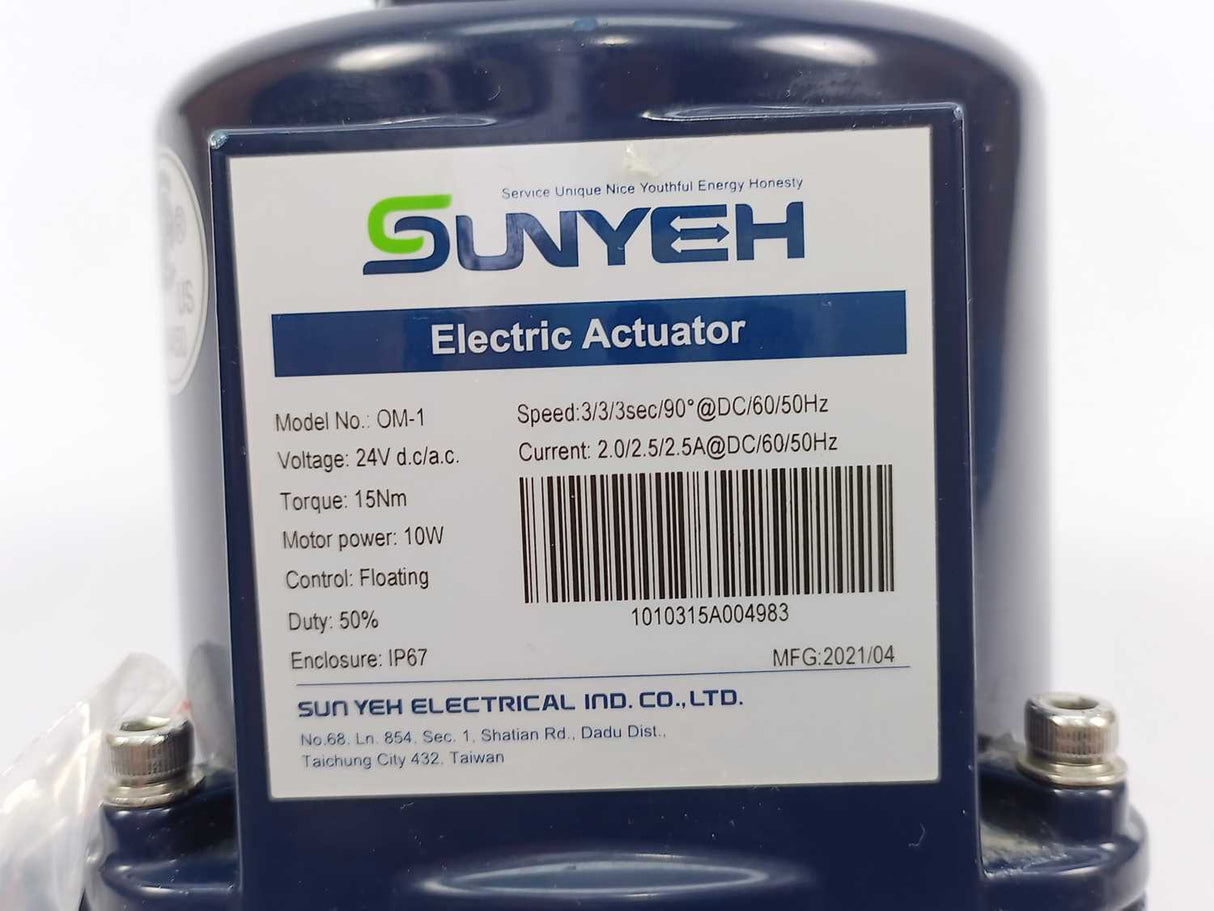 Service Unique Nice Youthful Energy Honesty
SUNYEH
Electric Actuator
Model No.: OM-1
Speed:3/3/3sec/90°@DC/60/50Hz
Voltage: 24V d.c/a.c.
Current: 2.0/2.5/2.5A@DC/60/50Hz
Torque: 15Nm
Motor power: 10W
Control: Floating
Duty: 50%
1010315A004983
Enclosure: IP67
MFG:2021/04
SUN YEH ELECTRICAL IND. CO.,LTD.
No.68, Ln. 854, Sec. 1, Shatian Rd., Dadu Dist.,
Taichung City 432, Taiwan
US